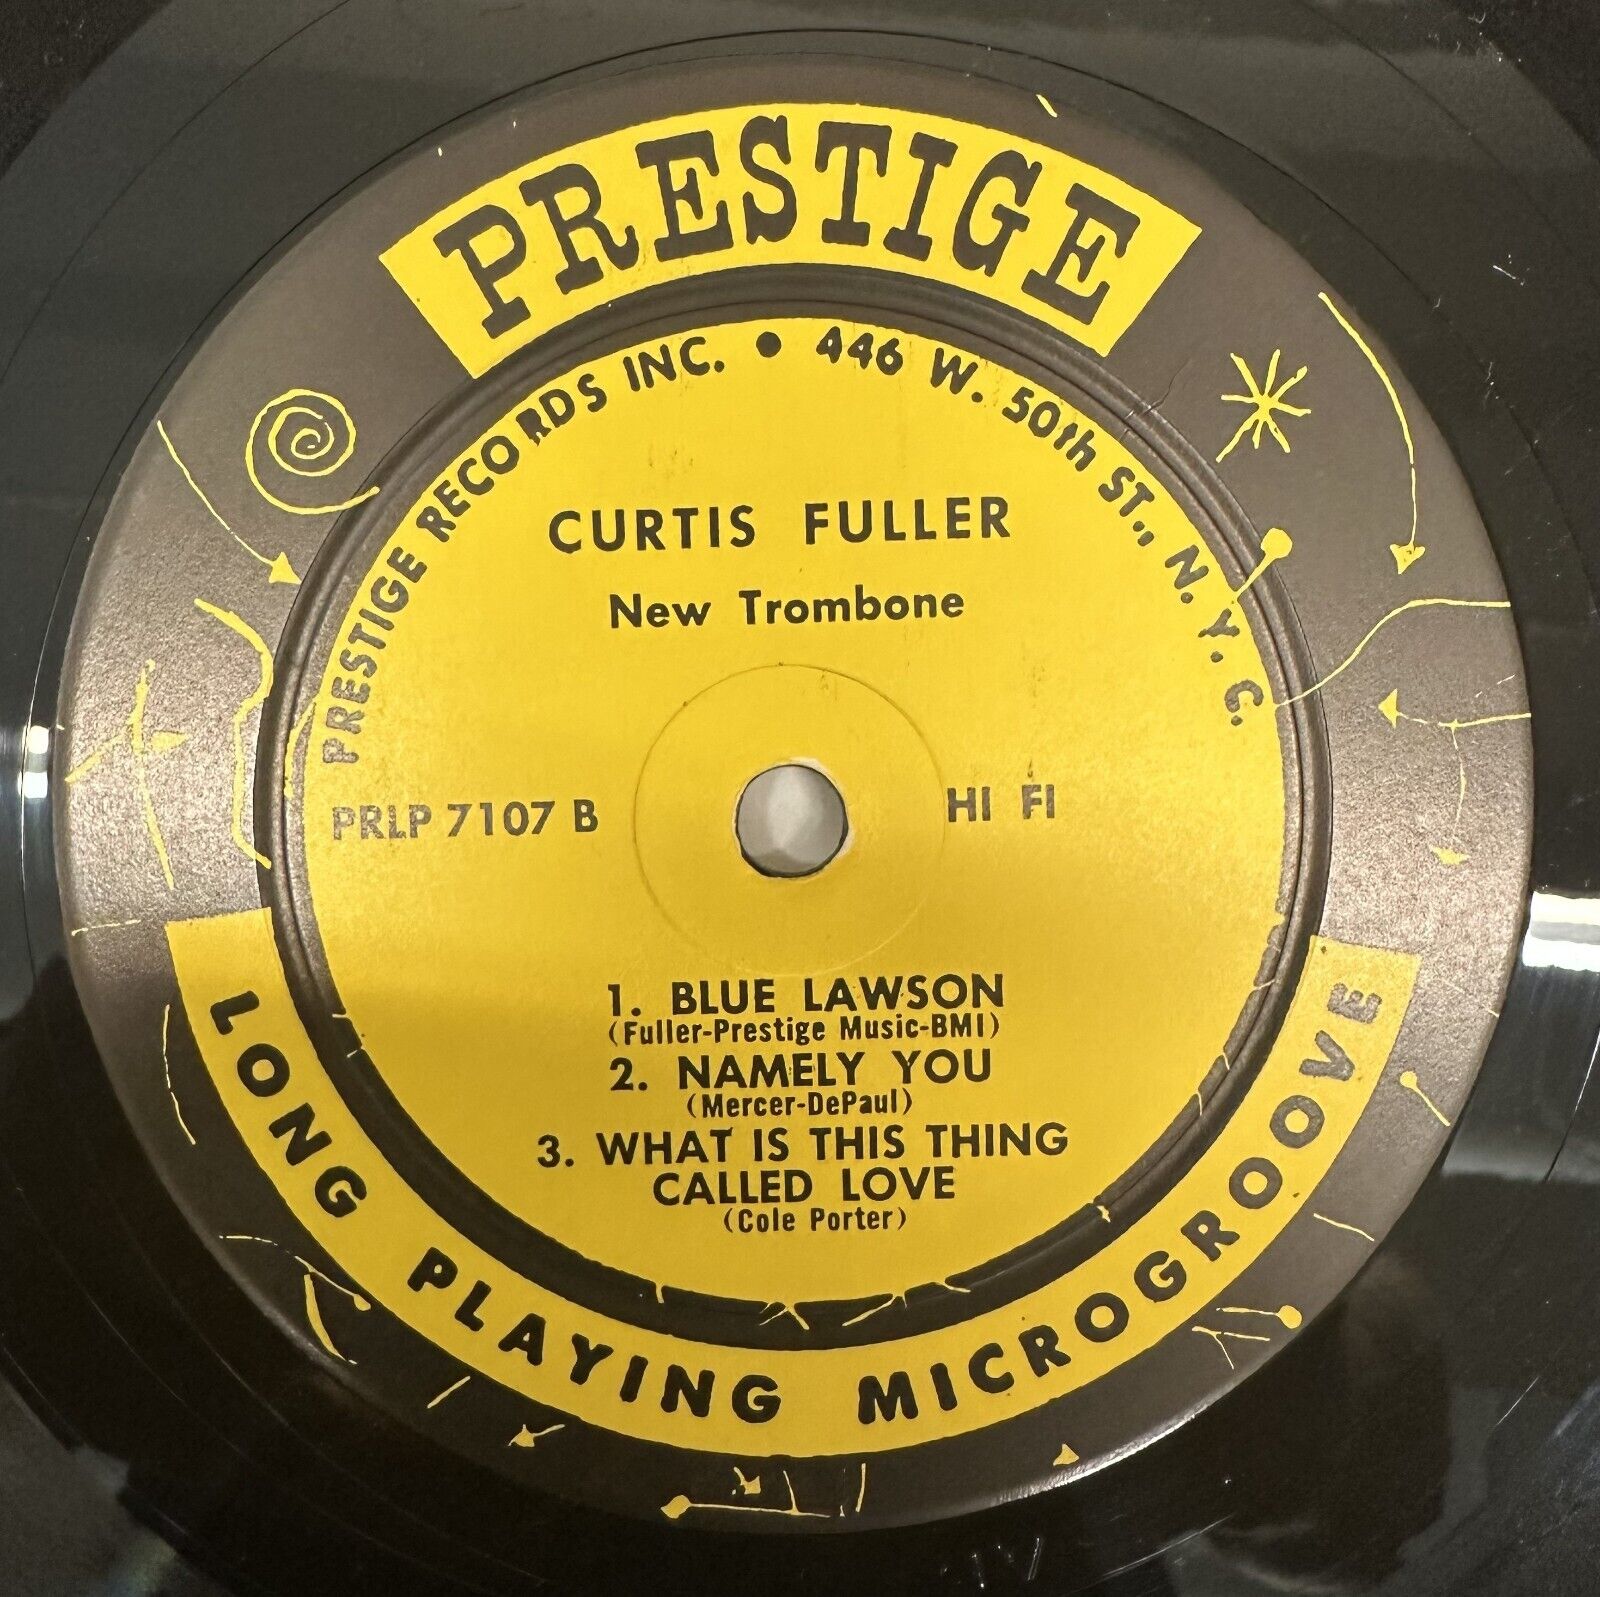 PRESTIGE
PRESTIGE RECORDS INC. • 446 W. 50th ST., N. Y. C.
CURTIS FULLER
New Trombone
PRLP 7107 B
HI FI
1. BLUE LAWSON
(Fuller-Prestige Music-BMI)
2. NAMELY YOU
(Mercer-DePaul)
3. WHAT IS THIS THING
CALLED LOVE
(Cole Porter)
LONG PLAYING MICROGROOVE